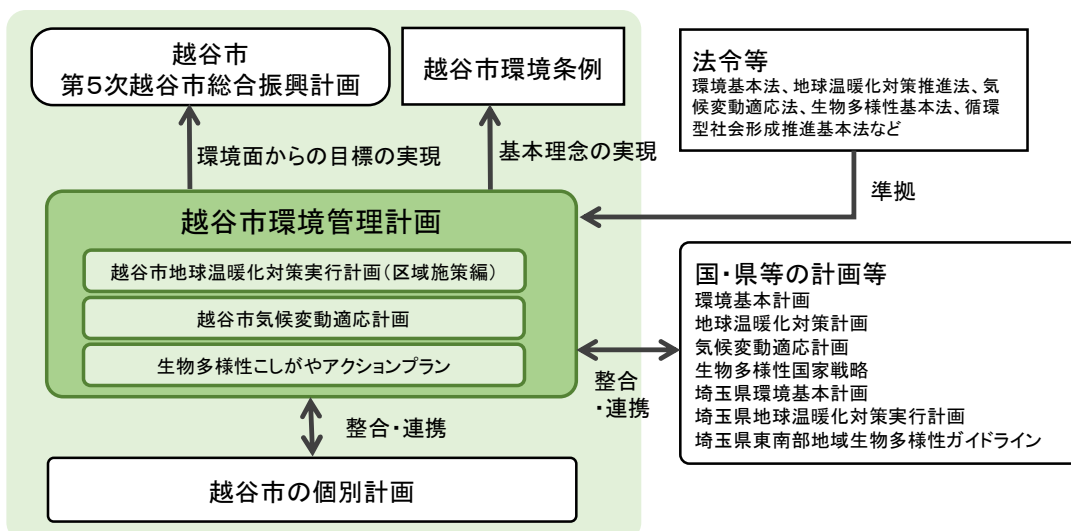 越谷市
第5次越谷市総合振興計画
越谷市環境条例
法令等
環境基本法、地球温暖化対策推進法、気
候変動適応法、生物多様性基本法、循環
型社会形成推進基本法など
環境面からの目標の実現
基本理念の実現
準拠
越谷市環境管理計画
越谷市地球温暖化対策実行計画(区域施策編)
越谷市気候変動適応計画
生物多様性こしがやアクションプラン
国・県等の計画等
環境基本計画
地球温暖化対策計画
気候変動適応計画
生物多様性国家戦略
埼玉県環境基本計画
埼玉県地球温暖化対策実行計画
埼玉県東南部地域生物多様性ガイドライン
整合
・連携
整合・連携
越谷市の個別計画